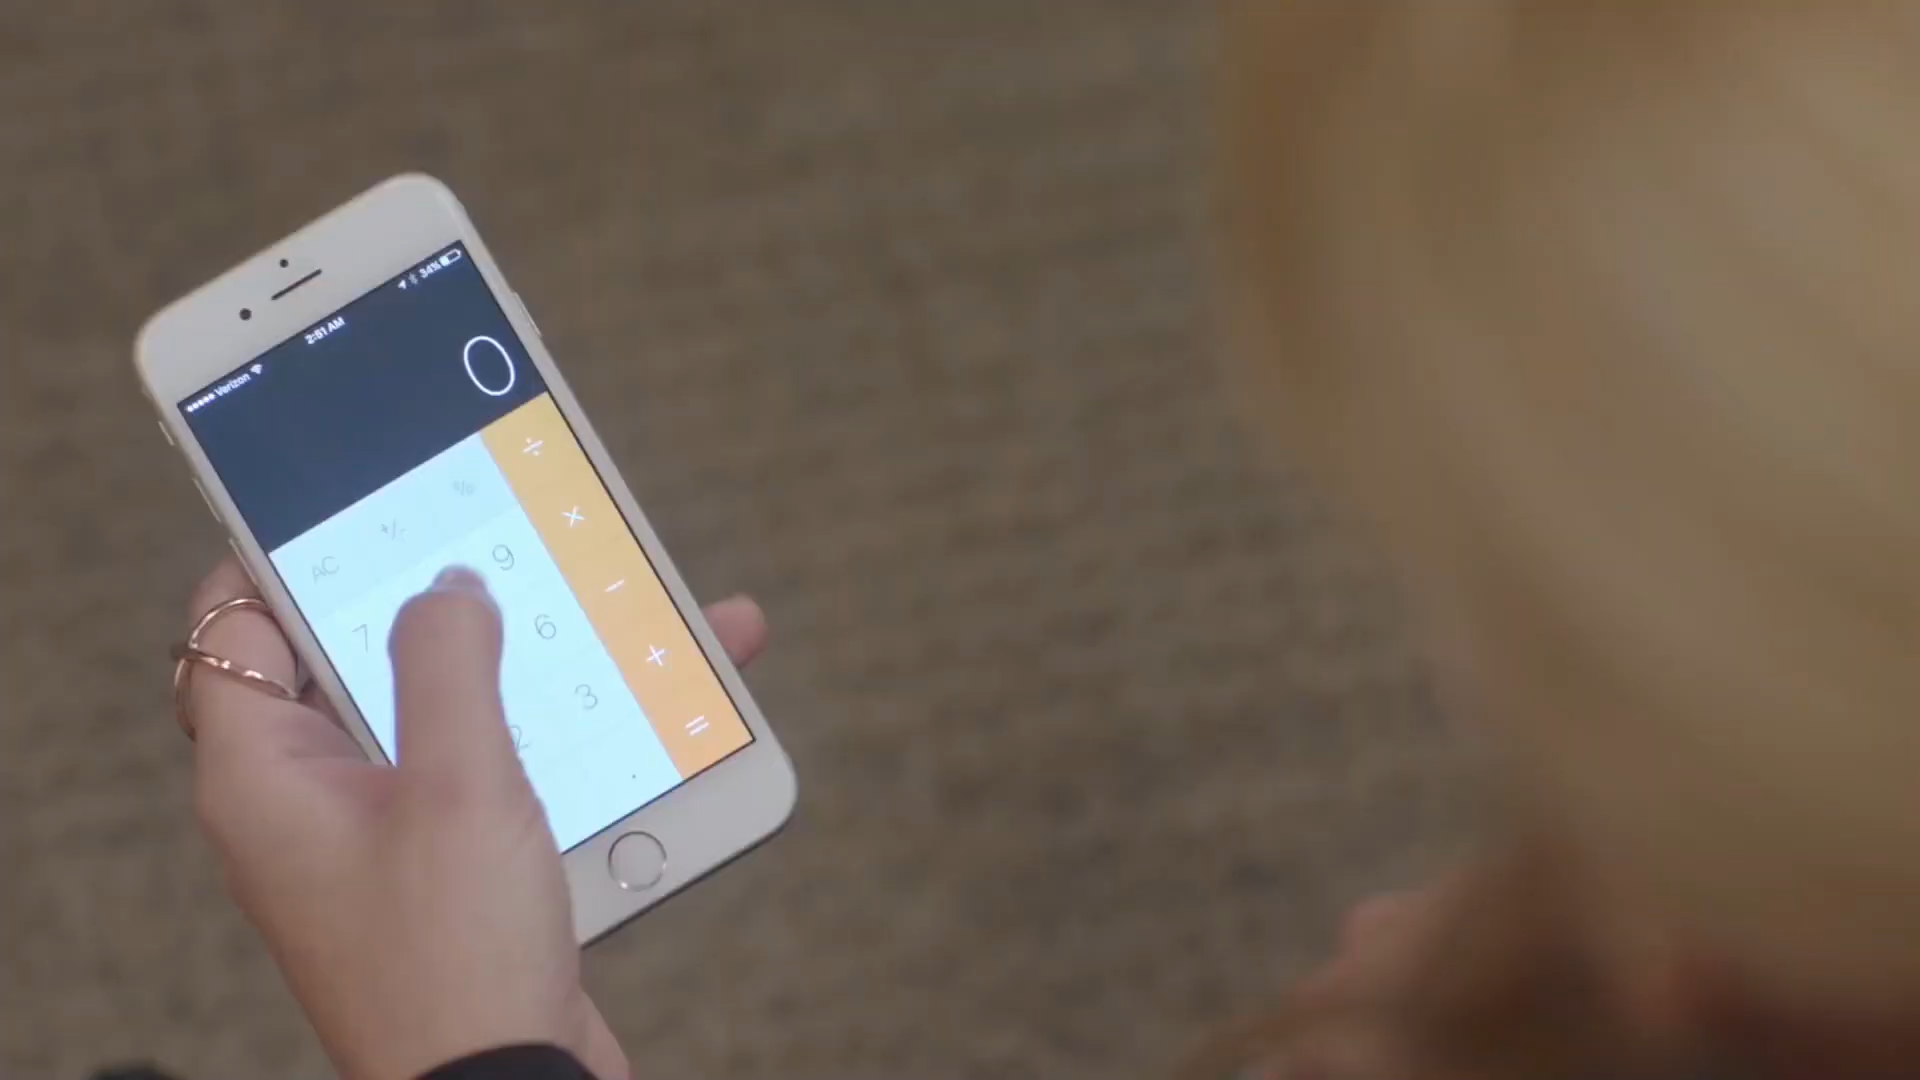 Verizon 2:51 AM 34%
0
AC +/- % ÷
7 9 ×
6 −
2 3 +
. =